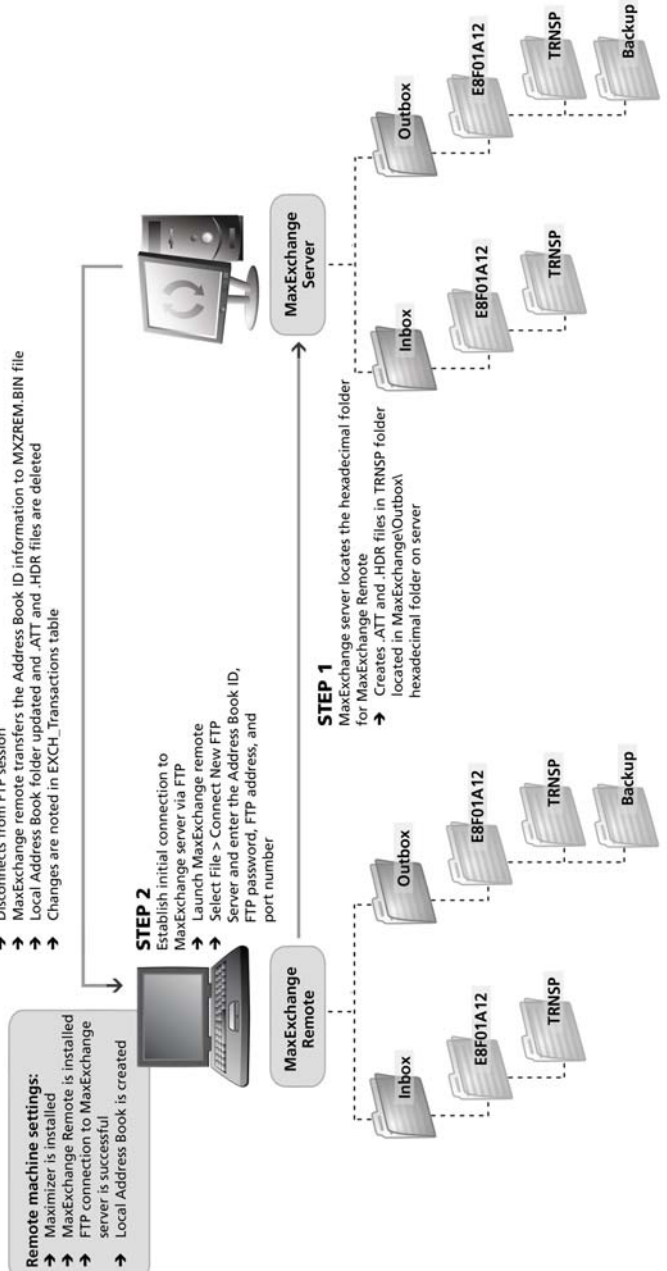 Disconnects from FTP session
→ MaxExchange remote transfers the Address Book ID information to MXZREM.BIN file
→ Local Address Book folder updated and .ATT and .HDR files are deleted
→ Changes are noted in EXCH_Transactions table
Remote machine settings:
→ Maximizer is installed
→ MaxExchange Remote is installed
→ FTP connection to MaxExchange
server is successful
→ Local Address Book is created
STEP 2
Establish initial connection to
MaxExchange server via FTP
→ Launch MaxExchange remote
→ Select File > Connect New FTP
Server and enter the Address Book ID,
FTP password, FTP address, and
port number
MaxExchange
Remote
MaxExchange
Server
STEP 1
MaxExchange server locates the hexadecimal folder
for MaxExchange Remote
→ Creates .ATT and .HDR files in TRNSP folder
located in MaxExchange\Outbox\
hexadecimal folder on server
Inbox
E8F01A12
TRNSP
Outbox
E8F01A12
TRNSP
Backup
Inbox
E8F01A12
TRNSP
Outbox
E8F01A12
TRNSP
Backup